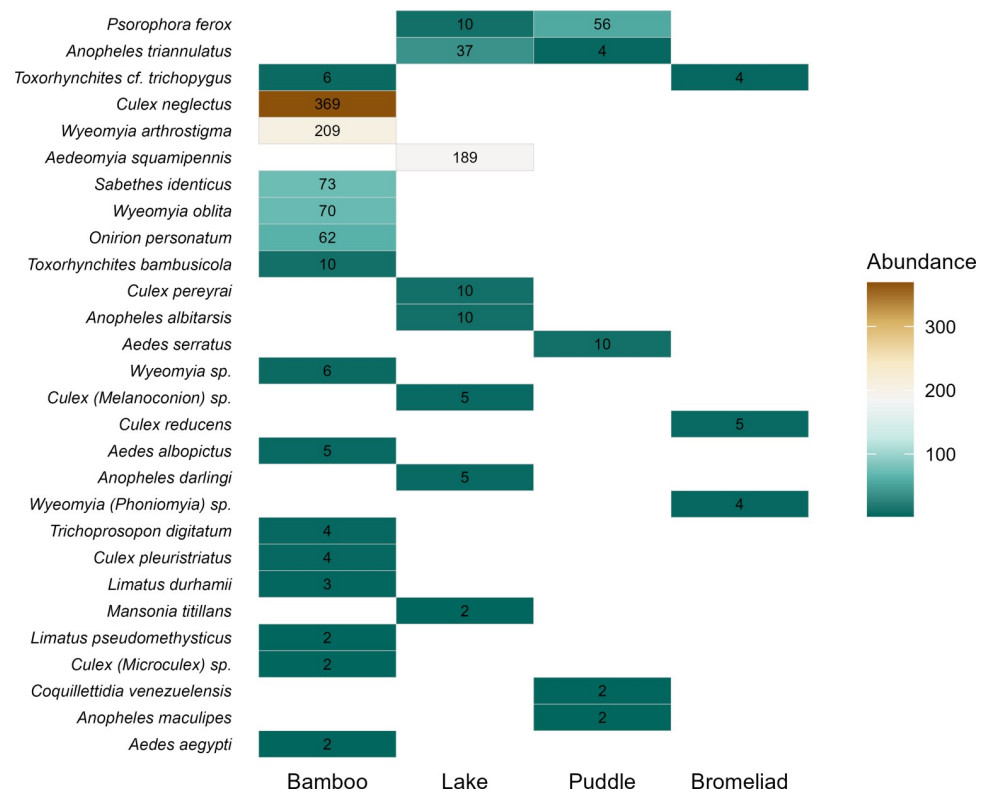 Psorophora ferox 10 56
Anopheles triannulatus 37 4
Toxorhynchites cf. trichopygus 6 4
Culex neglectus 369
Wyeomyia arthrostigma 209
Aedeomyia squamipennis 189
Sabethes identicus 73
Wyeomyia oblita 70
Onirion personatum 62
Toxorhynchites bambusicola 10
Culex pereyrai 10
Anopheles albitarsis 10
Aedes serratus 10
Wyeomyia sp. 6
Culex (Melanoconion) sp. 5
Culex reducens 5
Aedes albopictus 5
Anopheles darlingi 5
Wyeomyia (Phoniomyia) sp. 4
Trichoprosopon digitatum 4
Culex pleuristriatus 4
Limatus durhamii 3
Mansonia titillans 2
Limatus pseudomethysticus 2
Culex (Microculex) sp. 2
Coquillettidia venezuelensis 2
Anopheles maculipes 2
Aedes aegypti 2
Bamboo Lake Puddle Bromeliad
Abundance
300
200
100